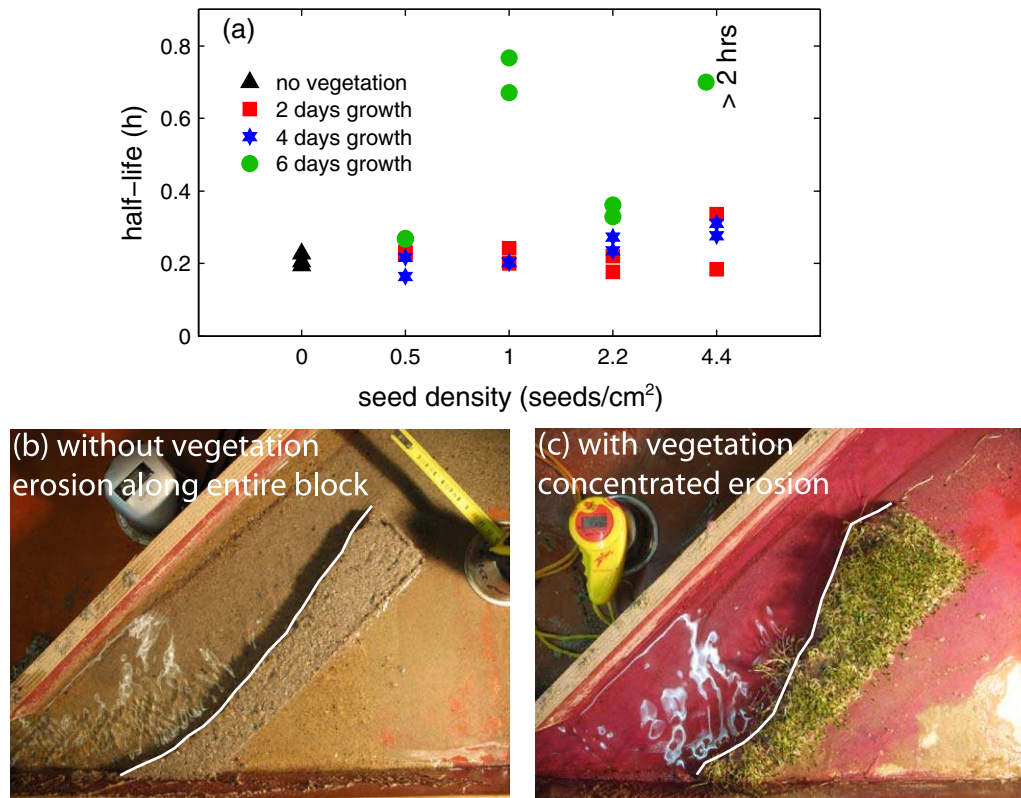 (a)
0.8
0.6
0.4
0.2
0
half−life (h)
no vegetation
2 days growth
4 days growth
6 days growth
> 2 hrs
0 0.5 1 2.2 4.4
seed density (seeds/cm²)
(b) without vegetation
erosion along entire block
(c) with vegetation
concentrated erosion